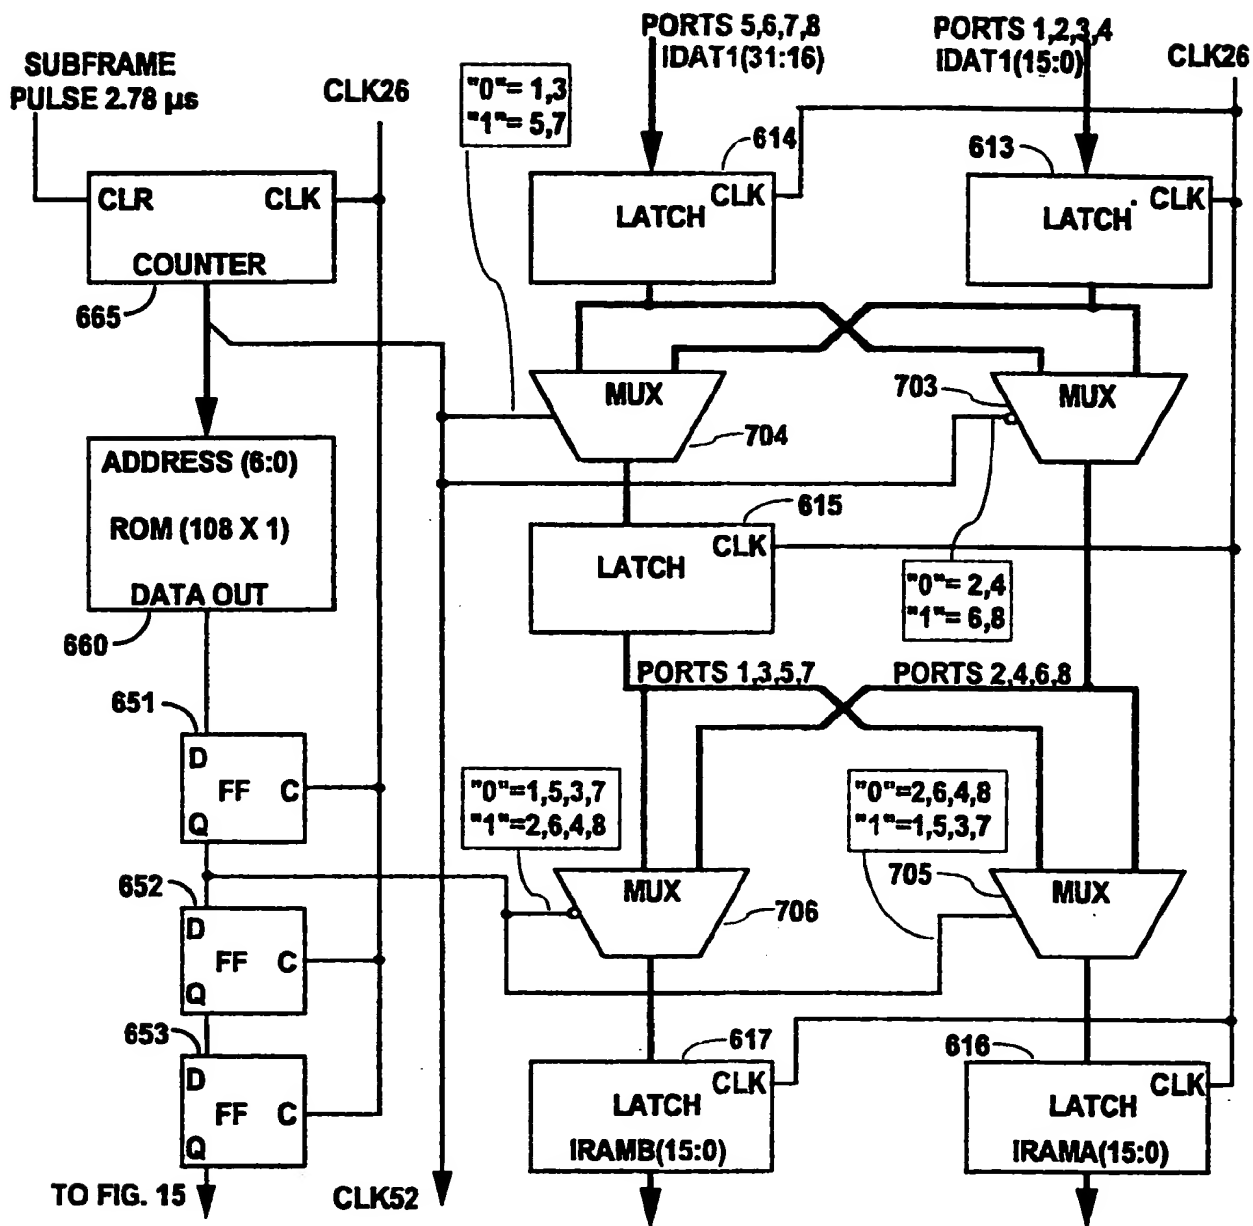 SUBFRAME
PULSE 2.78 µs
CLK26
PORTS 5,6,7,8
IDAT1(31:16)
PORTS 1,2,3,4
IDAT1(15:0)
CLK26
"0"= 1,3
"1"= 5,7
614
613
CLR
CLK
COUNTER
665
LATCH
CLK
LATCH
CLK
MUX
704
703
MUX
ADDRESS (6:0)
ROM (108 X 1)
DATA OUT
660
615
CLK
LATCH
"0"= 2,4
"1"= 6,8
PORTS 1,3,5,7
PORTS 2,4,6,8
651
D
FF
C
Q
"0"=1,5,3,7
"1"=2,6,4,8
"0"=2,6,4,8
"1"=1,5,3,7
652
D
FF
C
Q
MUX
706
705
MUX
653
D
FF
C
Q
617
CLK
LATCH
IRAMB(15:0)
616
CLK
LATCH
IRAMA(15:0)
TO FIG. 15
CLK52